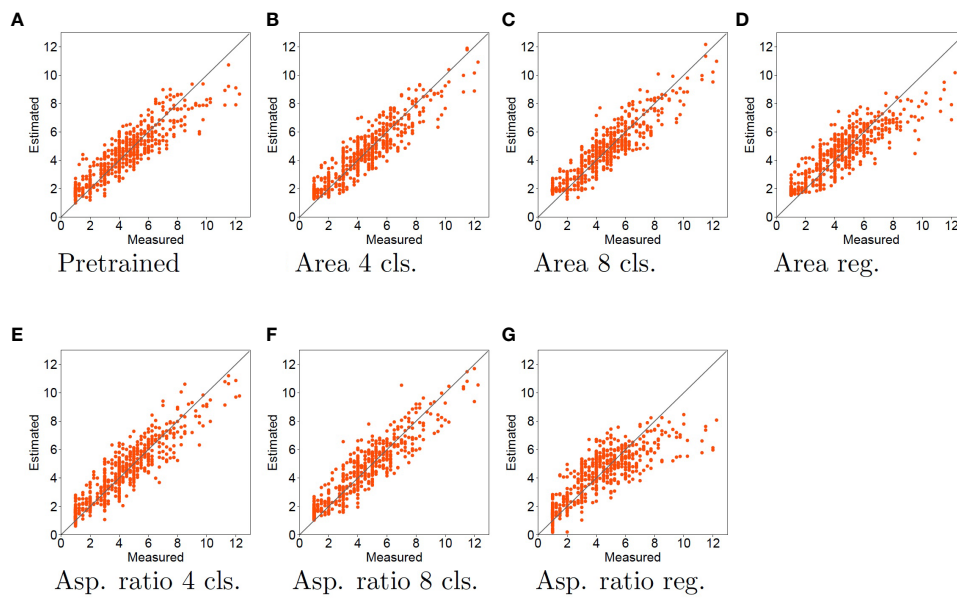 A B C D
12 12 12 12
10 10 10 10
8 8 8 8
6 6 6 6
4 4 4 4
2 2 2 2
0 0 0 0
Estimated Estimated Estimated Estimated
0 2 4 6 8 10 12 0 2 4 6 8 10 12 0 2 4 6 8 10 12 0 2 4 6 8 10 12
Measured Measured Measured Measured
Pretrained Area 4 cls. Area 8 cls. Area reg.
E F G
12 12 12
10 10 10
8 8 8
6 6 6
4 4 4
2 2 2
0 0 0
Estimated Estimated Estimated
0 2 4 6 8 10 12 0 2 4 6 8 10 12 0 2 4 6 8 10 12
Measured Measured Measured
Asp. ratio 4 cls. Asp. ratio 8 cls. Asp. ratio reg.